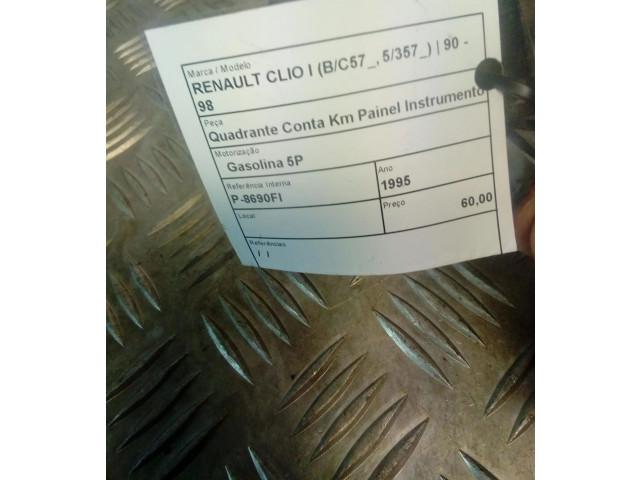 Marca / Modelo
RENAULT CLIO I (B/C57_, 5/357_) | 90 -
98
Peça
Quadrante Conta Km Painel Instrumento
Motorização
Gasolina 5P
Referência Interna
P-8690FI
Ano
1995
Local
Preço
60,00
Referências
/ /